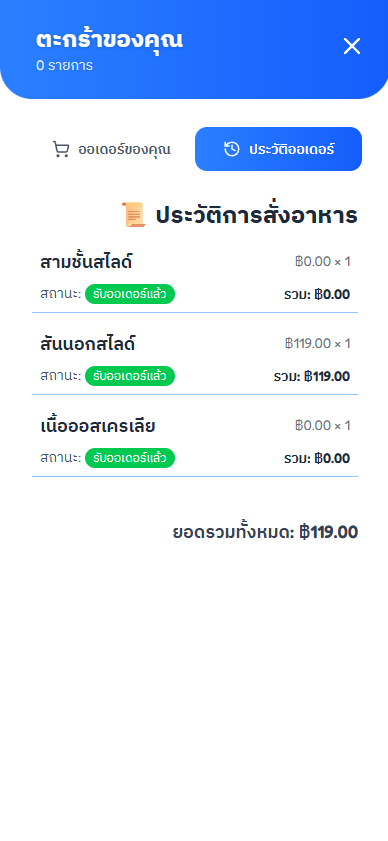 ตะกร้าของคุณ
0 รายการ
ออเดอร์ของคุณ
ประวัติออเดอร์
📜 ประวัติการสั่งอาหาร
สามชั้นสไลด์ ฿0.00 × 1
สถานะ: รับออเดอร์แล้ว รวม: ฿0.00
สันนอกสไลด์ ฿119.00 × 1
สถานะ: รับออเดอร์แล้ว รวม: ฿119.00
เนื้อออสเครเลีย ฿0.00 × 1
สถานะ: รับออเดอร์แล้ว รวม: ฿0.00
ยอดรวมทั้งหมด: ฿119.00